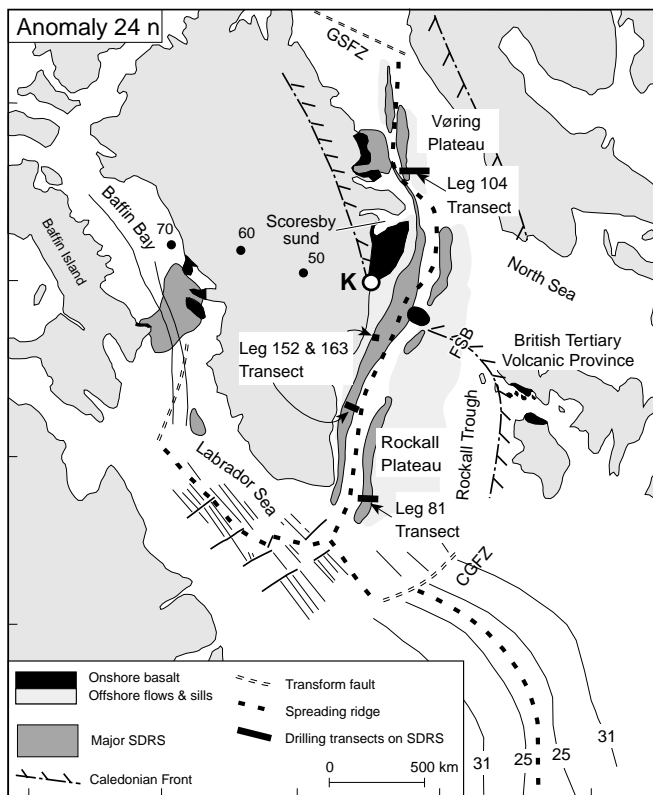 Anomaly 24 n
GSFZ
Vøring
Plateau
Leg 104
Transect
Baffin Bay
Baffin Island
70
60
50
Scoresby
sund
K
North Sea
FSB
British Tertiary
Volcanic Province
Leg 152 & 163
Transect
Rockall
Plateau
Rockall Trough
Labrador Sea
Leg 81
Transect
CGFZ
31
25
25
31
Onshore basalt
Offshore flows & sills
Major SDRS
Caledonian Front
Transform fault
Spreading ridge
Drilling transects on SDRS
0 500 km